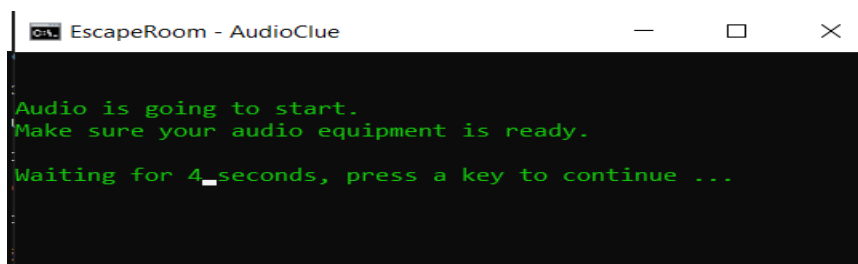 EscapeRoom - AudioClue
Audio is going to start.
Make sure your audio equipment is ready.
Waiting for 4 seconds, press a key to continue ...